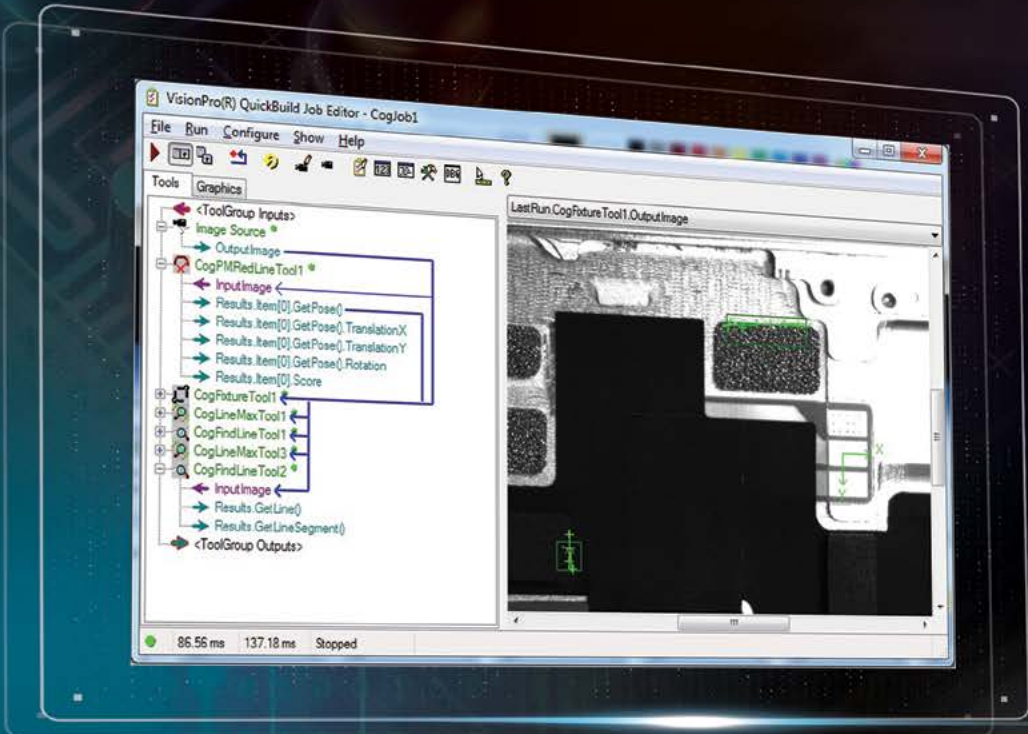 VisionPro(R) QuickBuild Job Editor - CogJob1
File Run Configure Show Help
Tools Graphics
<ToolGroup Inputs>
Image Source
OutputImage
CogPMRedLineTool1
InputImage
Results.Item[0].GetPose()
Results.Item[0].GetPose().TranslationX
Results.Item[0].GetPose().TranslationY
Results.Item[0].GetPose().Rotation
Results.Item[0].Score
CogFixtureTool1
CogLineMaxTool1
CogFindLineTool1
CogLineMaxTool3
CogFindLineTool2
InputImage
Results.GetLine()
Results.GetLineSegment()
<ToolGroup Outputs>
LastRun.CogFixtureTool1.OutputImage
X
Y
86.56 ms 137.18 ms Stopped